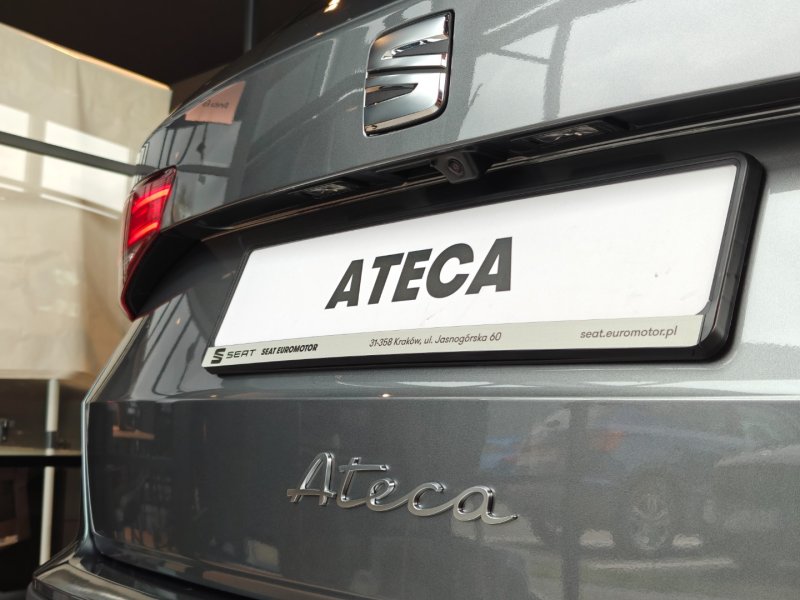 ATECA
SEAT SEAT EUROMOTOR 31-358 Kraków, ul. Jasnogórska 60 seat.euromotor.pl
Ateca